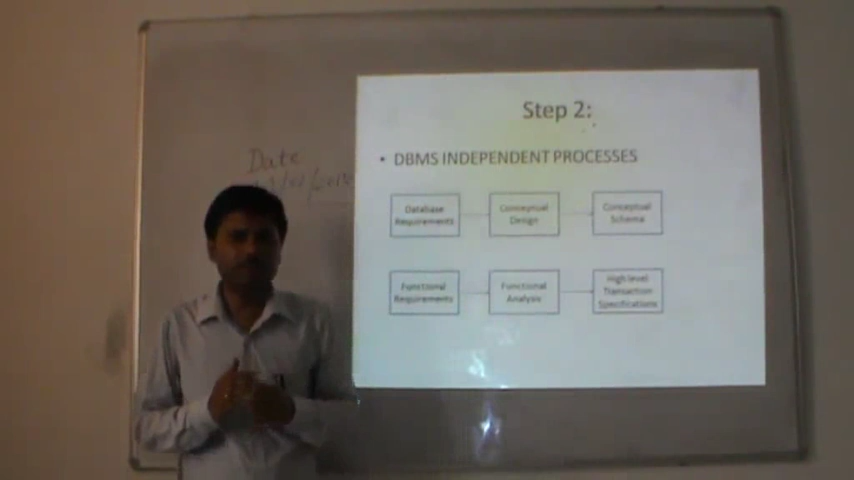 Step 2:
• DBMS INDEPENDENT PROCESSES
Database
Requirements
Conceptual
Design
Conceptual
Schema
Functional
Requirements
Functional
Analysis
High level
Transaction
Specifications
Date